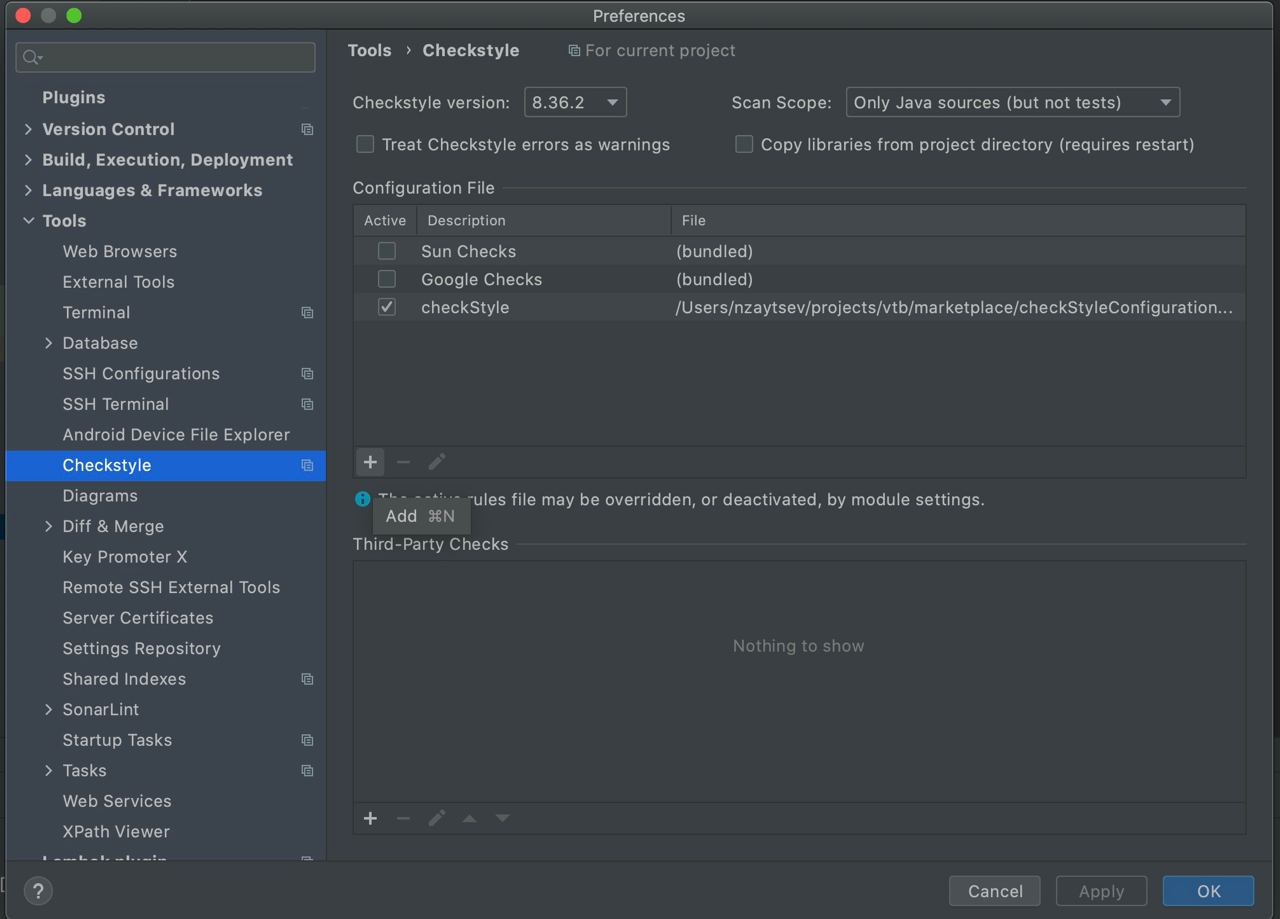 Preferences
Plugins
Version Control
Build, Execution, Deployment
Languages & Frameworks
Tools
Web Browsers
External Tools
Terminal
Database
SSH Configurations
SSH Terminal
Android Device File Explorer
Checkstyle
Diagrams
Diff & Merge
Key Promoter X
Remote SSH External Tools
Server Certificates
Settings Repository
Shared Indexes
SonarLint
Startup Tasks
Tasks
Web Services
XPath Viewer
Lombok plugin
Tools › Checkstyle For current project
Checkstyle version: 8.36.2 Scan Scope: Only Java sources (but not tests)
Treat Checkstyle errors as warnings Copy libraries from project directory (requires restart)
Configuration File
Active Description File
Sun Checks (bundled)
Google Checks (bundled)
checkStyle /Users/nzaytsev/projects/vtb/marketplace/checkStyleConfiguration...
The active rules file may be overridden, or deactivated, by module settings.
Add ⌘N
Third-Party Checks
Nothing to show
? Cancel Apply OK